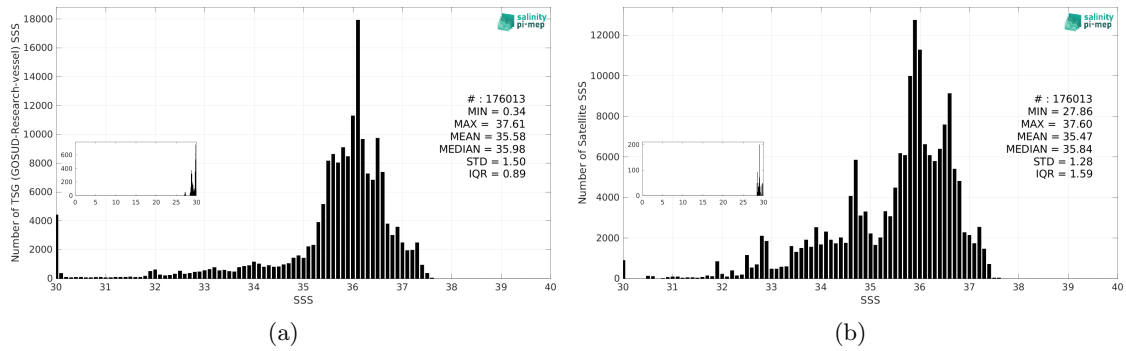 Number of TSG (GOSUD-Research-vessel) SSS
18000
16000
14000
12000
10000
8000
6000
4000
2000
0
800
600
400
200
0
0 5 10 15 20 25 30
30 31 32 33 34 35 36 37 38 39 40
SSS
salinity
pi-mep
# : 176013
MIN = 0.34
MAX = 37.61
MEAN = 35.58
MEDIAN = 35.98
STD = 1.50
IQR = 0.89
(a)
Number of Satellite SSS
12000
10000
8000
6000
4000
2000
0
200
100
0
0 5 10 15 20 25 30
30 31 32 33 34 35 36 37 38 39 40
SSS
salinity
pi-mep
# : 176013
MIN = 27.86
MAX = 37.60
MEAN = 35.47
MEDIAN = 35.84
STD = 1.28
IQR = 1.59
(b)